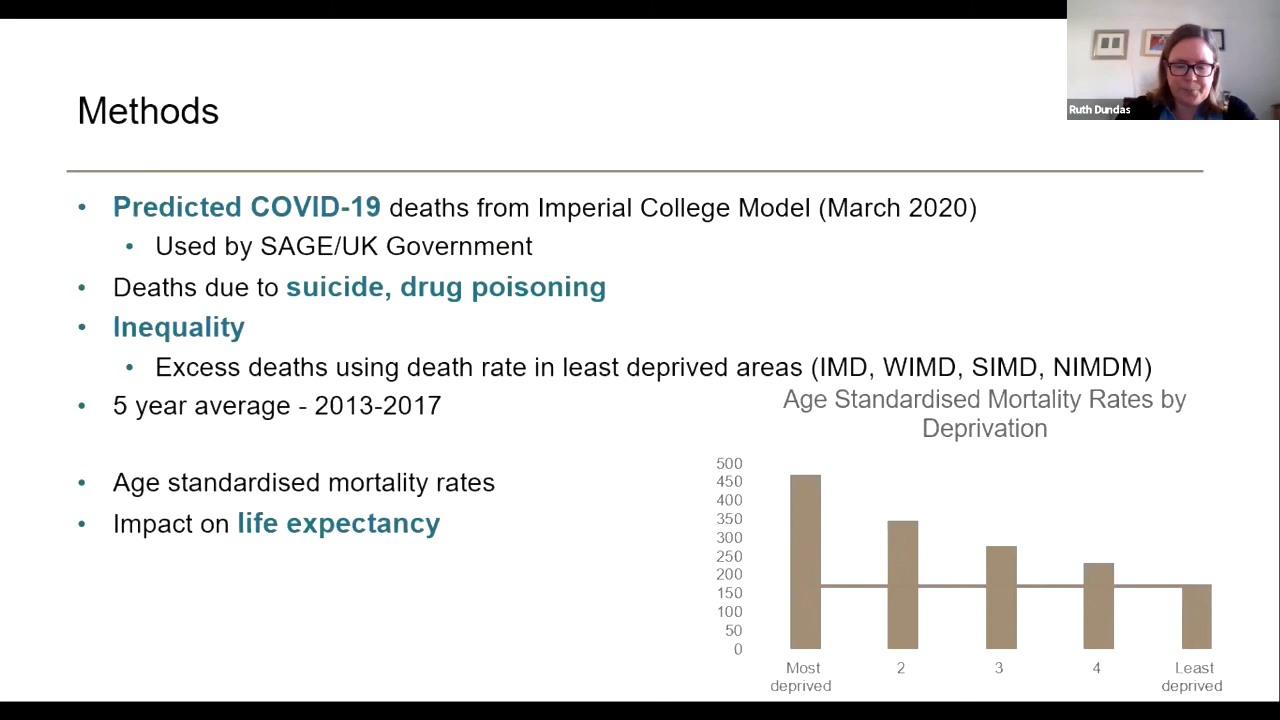 Methods
Ruth Dundas
• Predicted COVID-19 deaths from Imperial College Model (March 2020)
• Used by SAGE/UK Government
• Deaths due to suicide, drug poisoning
• Inequality
• Excess deaths using death rate in least deprived areas (IMD, WIMD, SIMD, NIMDM)
• 5 year average - 2013-2017
• Age standardised mortality rates
• Impact on life expectancy
Age Standardised Mortality Rates by
Deprivation
500
450
400
350
300
250
200
150
100
50
0
Most
deprived
2
3
4
Least
deprived